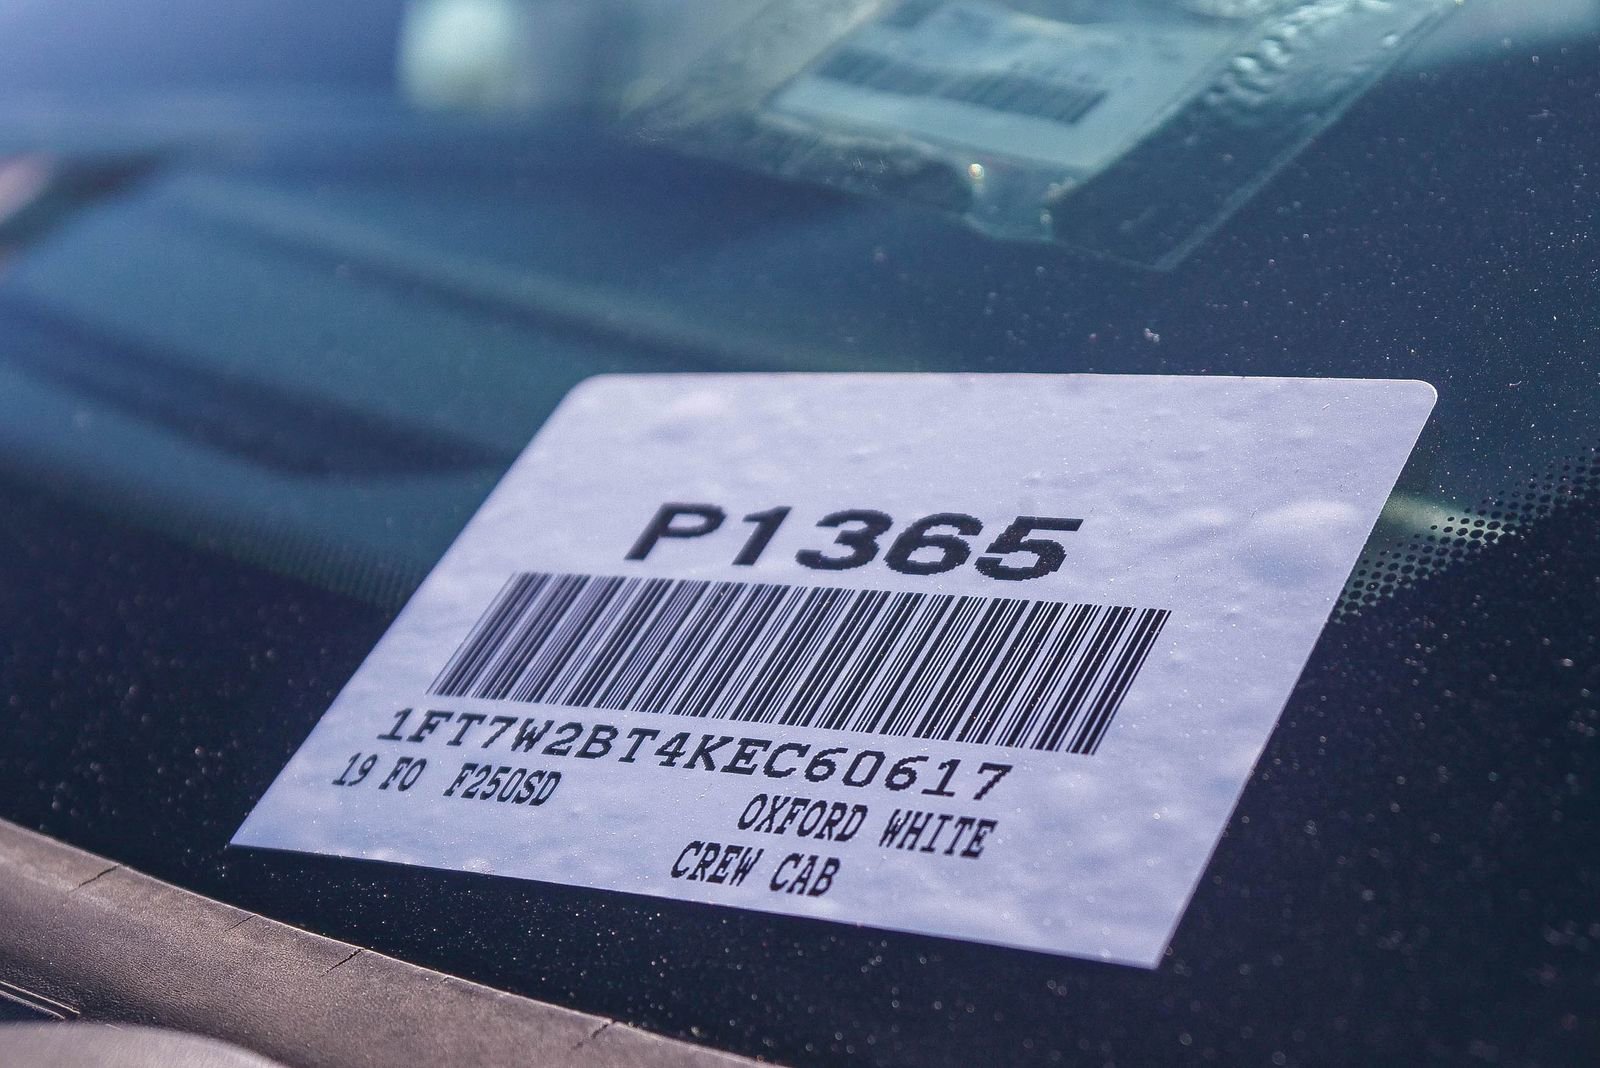 P1365
1FT7W2BT4KEC60617
19 FO F250SD
OXFORD WHITE
CREW CAB